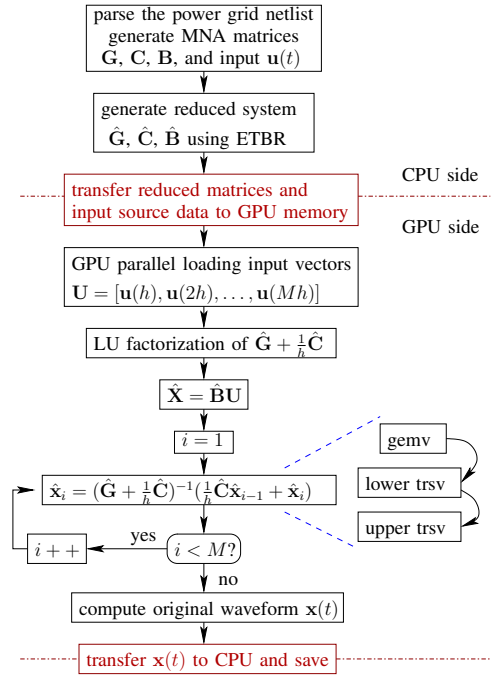 parse the power grid netlist
generate MNA matrices
G, C, B, and input u(t)
generate reduced system
Ĝ, Ĉ, B̂ using ETBR
CPU side
transfer reduced matrices and
input source data to GPU memory
GPU side
GPU parallel loading input vectors
U = [u(h), u(2h), . . . , u(Mh)]
LU factorization of Ĝ + 1/h Ĉ
X̂ = B̂U
i = 1
x̂ᵢ = (Ĝ + 1/h Ĉ)⁻¹(1/h Ĉx̂ᵢ₋₁ + x̂ᵢ)
gemv
lower trsv
upper trsv
i < M?
yes
i + +
no
compute original waveform x(t)
transfer x(t) to CPU and save